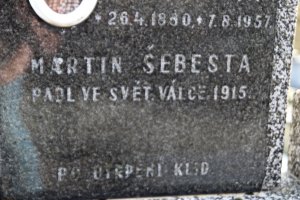 * 26.4.1880 † 7.8.1957
MARTIN ŠEBESTA
PADL VE SVĚT. VÁLCE 1915.
PO UTRPENÍ KLID